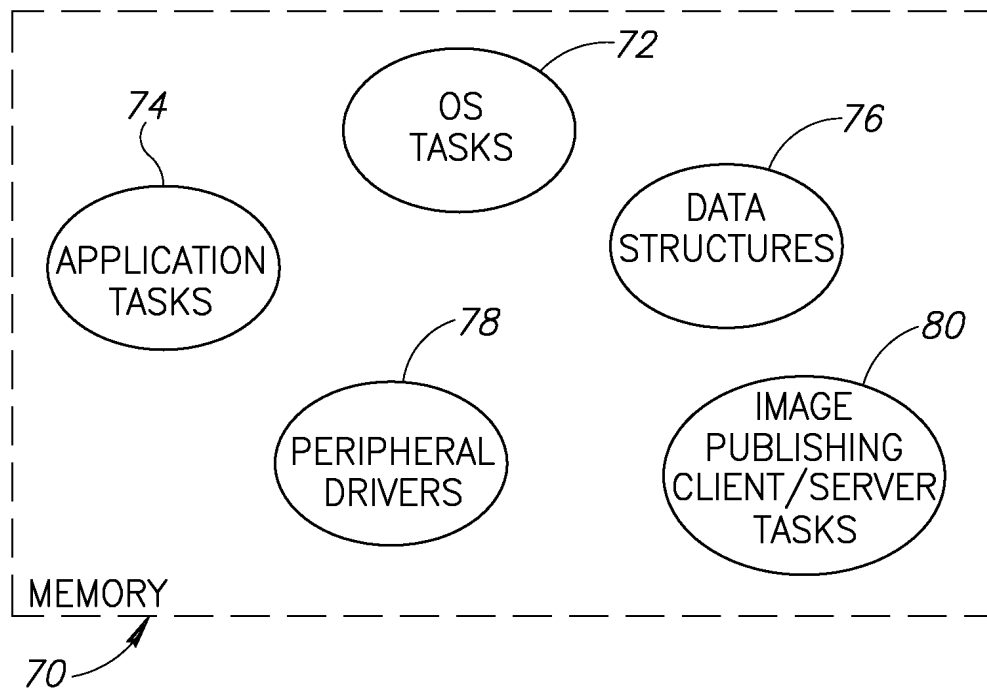 72
OS
TASKS
74
76
DATA
STRUCTURES
APPLICATION
TASKS
78
80
PERIPHERAL
DRIVERS
IMAGE
PUBLISHING
CLIENT/SERVER
TASKS
MEMORY
70